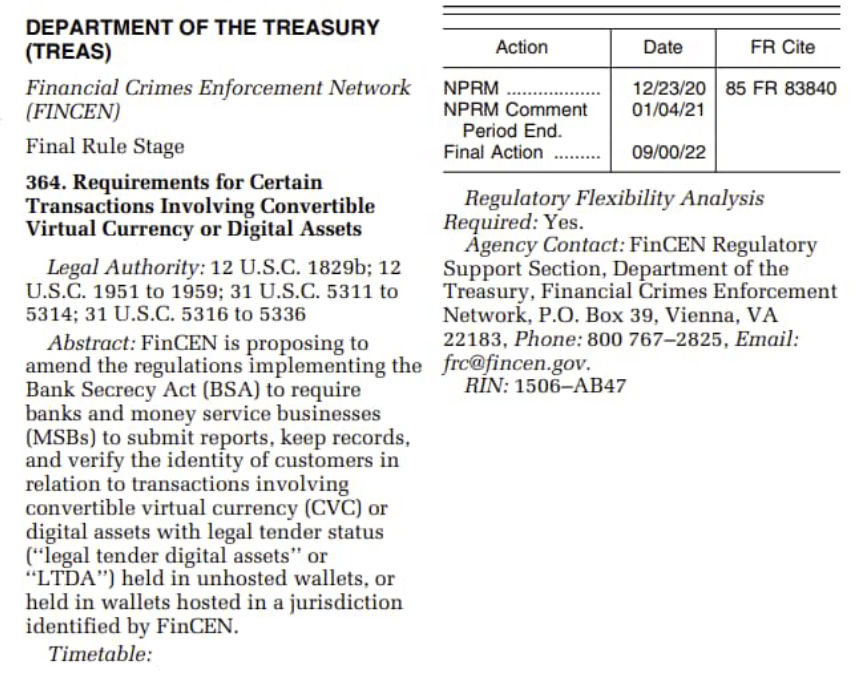 DEPARTMENT OF THE TREASURY
(TREAS)
Financial Crimes Enforcement Network
(FINCEN)
Final Rule Stage
364. Requirements for Certain
Transactions Involving Convertible
Virtual Currency or Digital Assets
Legal Authority: 12 U.S.C. 1829b; 12
U.S.C. 1951 to 1959; 31 U.S.C. 5311 to
5314; 31 U.S.C. 5316 to 5336
Abstract: FinCEN is proposing to
amend the regulations implementing the
Bank Secrecy Act (BSA) to require
banks and money service businesses
(MSBs) to submit reports, keep records,
and verify the identity of customers in
relation to transactions involving
convertible virtual currency (CVC) or
digital assets with legal tender status
(“legal tender digital assets” or
“LTDA”) held in unhosted wallets, or
held in wallets hosted in a jurisdiction
identified by FinCEN.
Timetable:
Action Date FR Cite
NPRM .................. 12/23/20 85 FR 83840
NPRM Comment 01/04/21
Period End.
Final Action ......... 09/00/22
Regulatory Flexibility Analysis
Required: Yes.
Agency Contact: FinCEN Regulatory
Support Section, Department of the
Treasury, Financial Crimes Enforcement
Network, P.O. Box 39, Vienna, VA
22183, Phone: 800 767–2825, Email:
frc@fincen.gov.
RIN: 1506–AB47